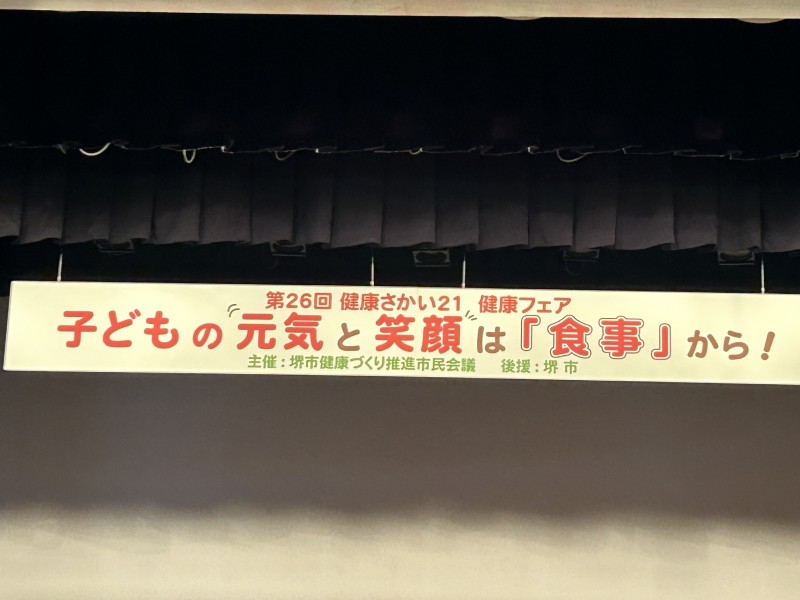 第26回 健康さかい21 健康フェア
子どもの元気と笑顔は「食事」から!
主催:堺市健康づくり推進市民会議 後援:堺市